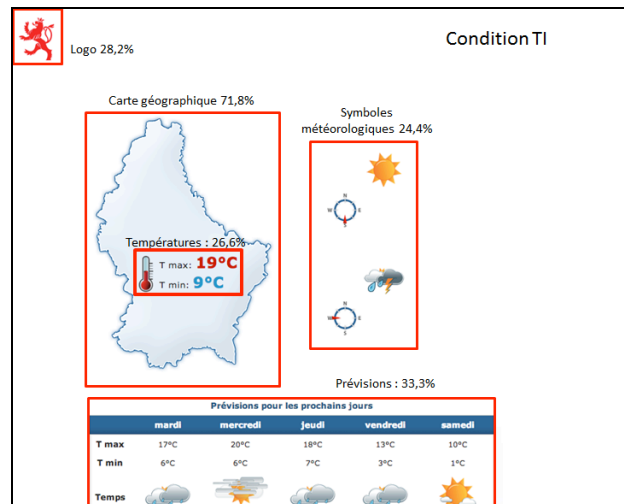 Condition TI
Logo 28,2%
Carte géographique 71,8%
Symboles
météorologiques 24,4%
N
W E
S
Températures : 26,6%
T max: 19°C
T min: 9°C
N
W E
S
Prévisions : 33,3%
Prévisions pour les prochains jours
mardi mercredi jeudi vendredi samedi
T max 17°C 20°C 18°C 13°C 10°C
T min 6°C 6°C 7°C 3°C 1°C
Temps